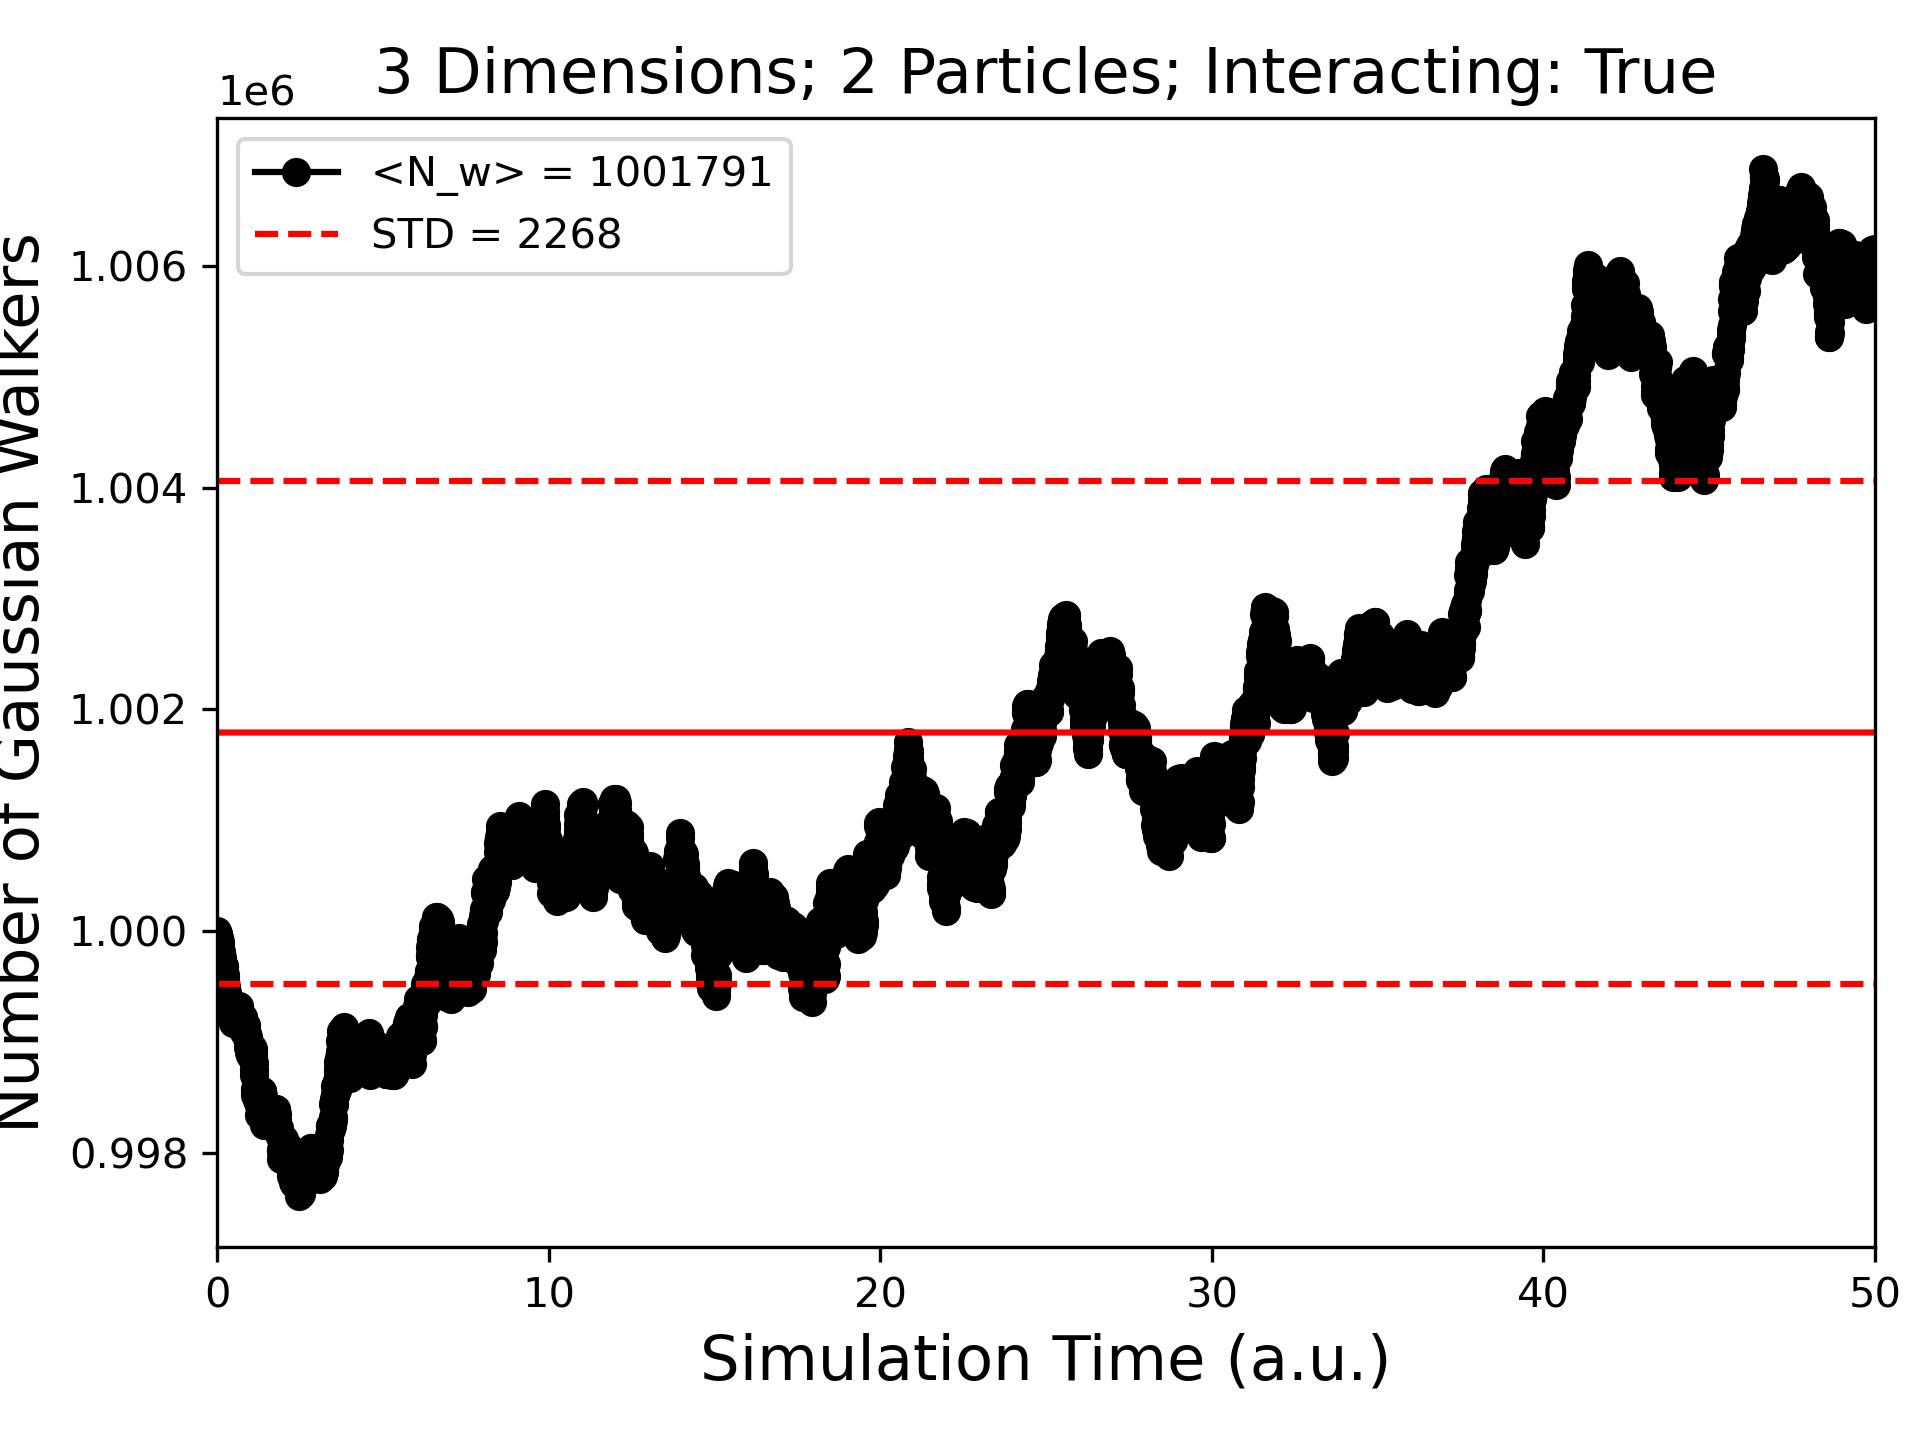 3 Dimensions; 2 Particles; Interacting: True
1e6
<N_w> = 1001791
STD = 2268
Number of Gaussian Walkers
1.006
1.004
1.002
1.000
0.998
0
10
20
30
40
50
Simulation Time (a.u.)